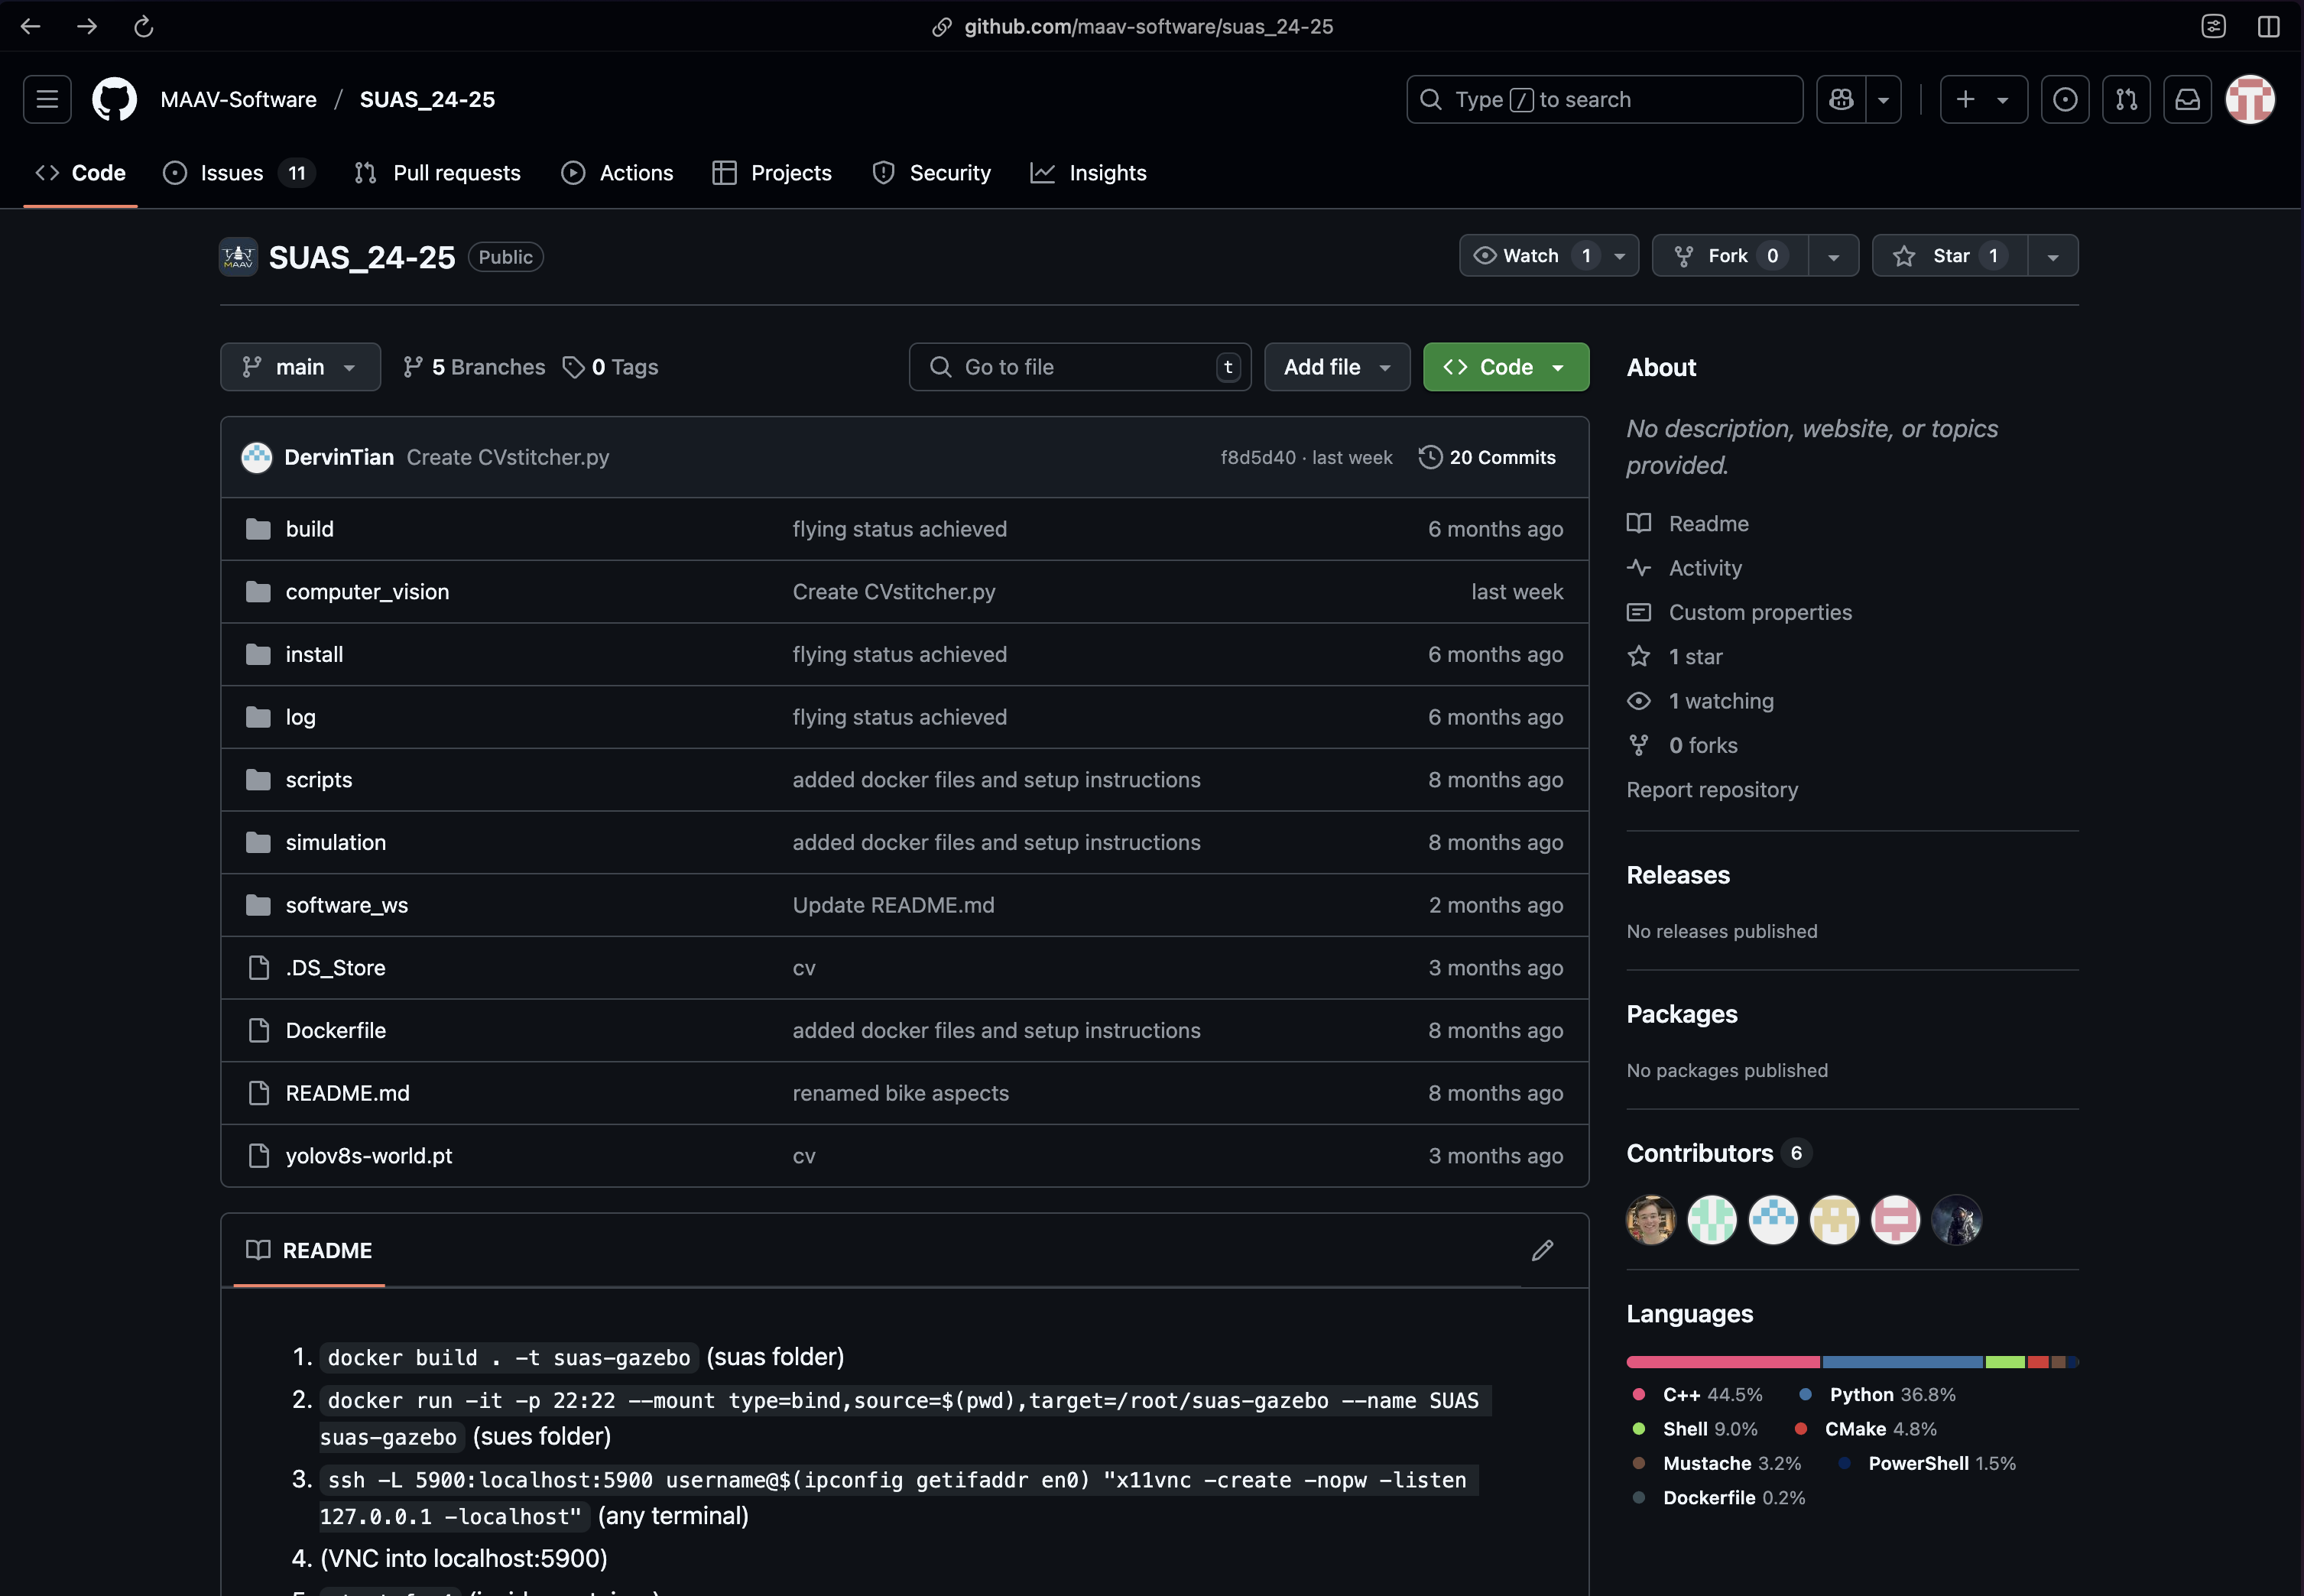 github.com/maav-software/suas_24-25
MAAV-Software / SUAS_24-25
Type / to search
Code
Issues 11
Pull requests
Actions
Projects
Security
Insights
MAAV
SUAS_24-25 Public
Watch 1
Fork 0
Star 1
main
5 Branches
0 Tags
Go to file t
Add file
Code
DervinTian Create CVstitcher.py f8d5d40 · last week 20 Commits
build flying status achieved 6 months ago
computer_vision Create CVstitcher.py last week
install flying status achieved 6 months ago
log flying status achieved 6 months ago
scripts added docker files and setup instructions 8 months ago
simulation added docker files and setup instructions 8 months ago
software_ws Update README.md 2 months ago
.DS_Store cv 3 months ago
Dockerfile added docker files and setup instructions 8 months ago
README.md renamed bike aspects 8 months ago
yolov8s-world.pt cv 3 months ago
README
1. docker build . -t suas-gazebo (suas folder)
2. docker run -it -p 22:22 --mount type=bind,source=$(pwd),target=/root/suas-gazebo --name SUAS
suas-gazebo (sues folder)
3. ssh -L 5900:localhost:5900 username@$(ipconfig getifaddr en0) "x11vnc -create -nopw -listen
127.0.0.1 -localhost" (any terminal)
4. (VNC into localhost:5900)
About
No description, website, or topics
provided.
Readme
Activity
Custom properties
1 star
1 watching
0 forks
Report repository
Releases
No releases published
Packages
No packages published
Contributors 6
Languages
C++ 44.5% Python 36.8%
Shell 9.0% CMake 4.8%
Mustache 3.2% PowerShell 1.5%
Dockerfile 0.2%